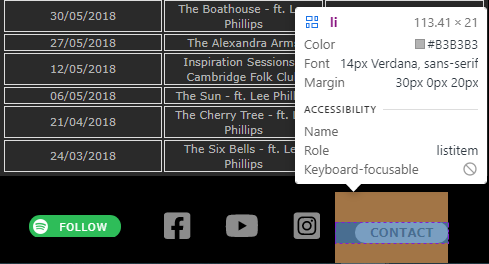 30/05/2018
The Boathouse - ft. L
Phillips
27/05/2018
The Alexandra Arm
12/05/2018
Inspiration Sessions
Cambridge Folk Clu
06/05/2018
The Sun - ft. Lee Phil
21/04/2018
The Cherry Tree - ft. l
Phillips
24/03/2018
The Six Bells - ft. Le
Phillips
li
113.41 × 21
Color
#B3B3B3
Font
14px Verdana, sans-serif
Margin
30px 0px 20px
ACCESSIBILITY
Name
Role
listitem
Keyboard-focusable
FOLLOW
CONTACT